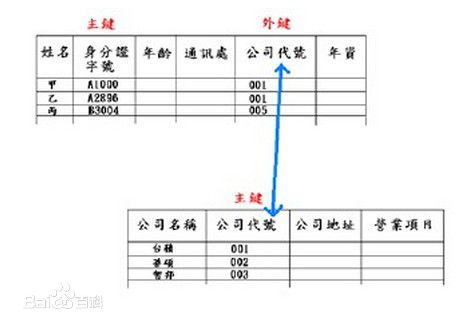 主鍵 外鍵
姓名 身分證字號 年齡 通訊處 公司代號 年資
甲 A1000 001
乙 A2896 001
丙 B3004 005
主鍵
公司名稱 公司代號 公司地址 營業項目
台積 001
002
智邦 003
Bai百科